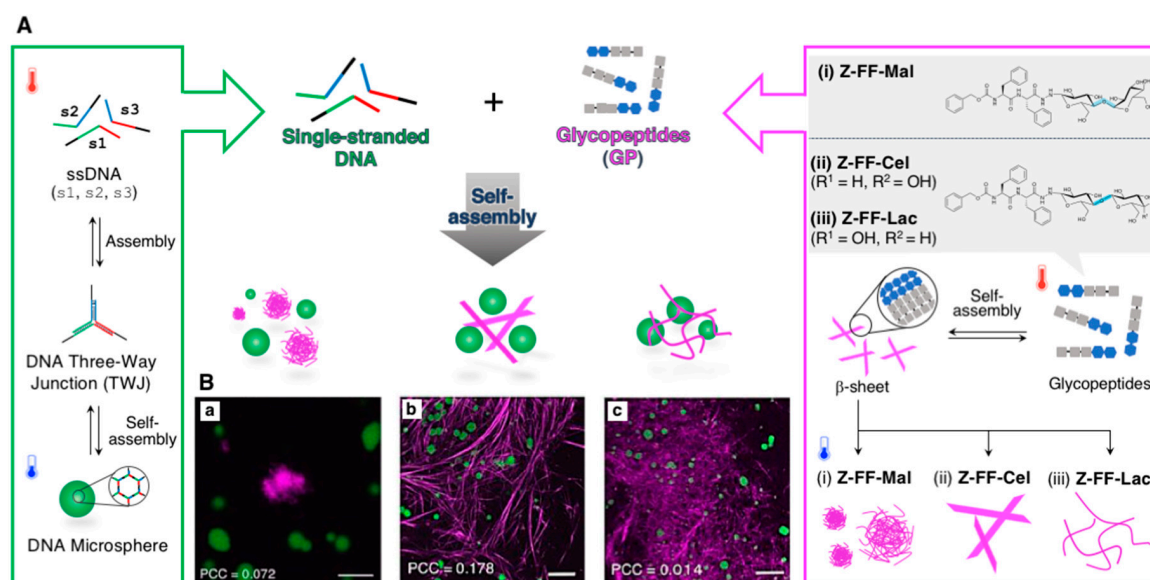 A
s2
s3
s1
ssDNA
(s1, s2, s3)
Assembly
DNA Three-Way
Junction (TWJ)
Self-
assembly
DNA Microsphere
Single-stranded
DNA
+
Glycopeptides
(GP)
Self-
assembly
B
a
PCC = 0.072
b
PCC = 0.178
c
PCC = 0.014
(i) Z-FF-Mal
(ii) Z-FF-Cel
(R¹ = H, R² = OH)
(iii) Z-FF-Lac
(R¹ = OH, R² = H)
Self-
assembly
β-sheet
Glycopeptides
(i) Z-FF-Mal
(ii) Z-FF-Cel
(iii) Z-FF-Lac